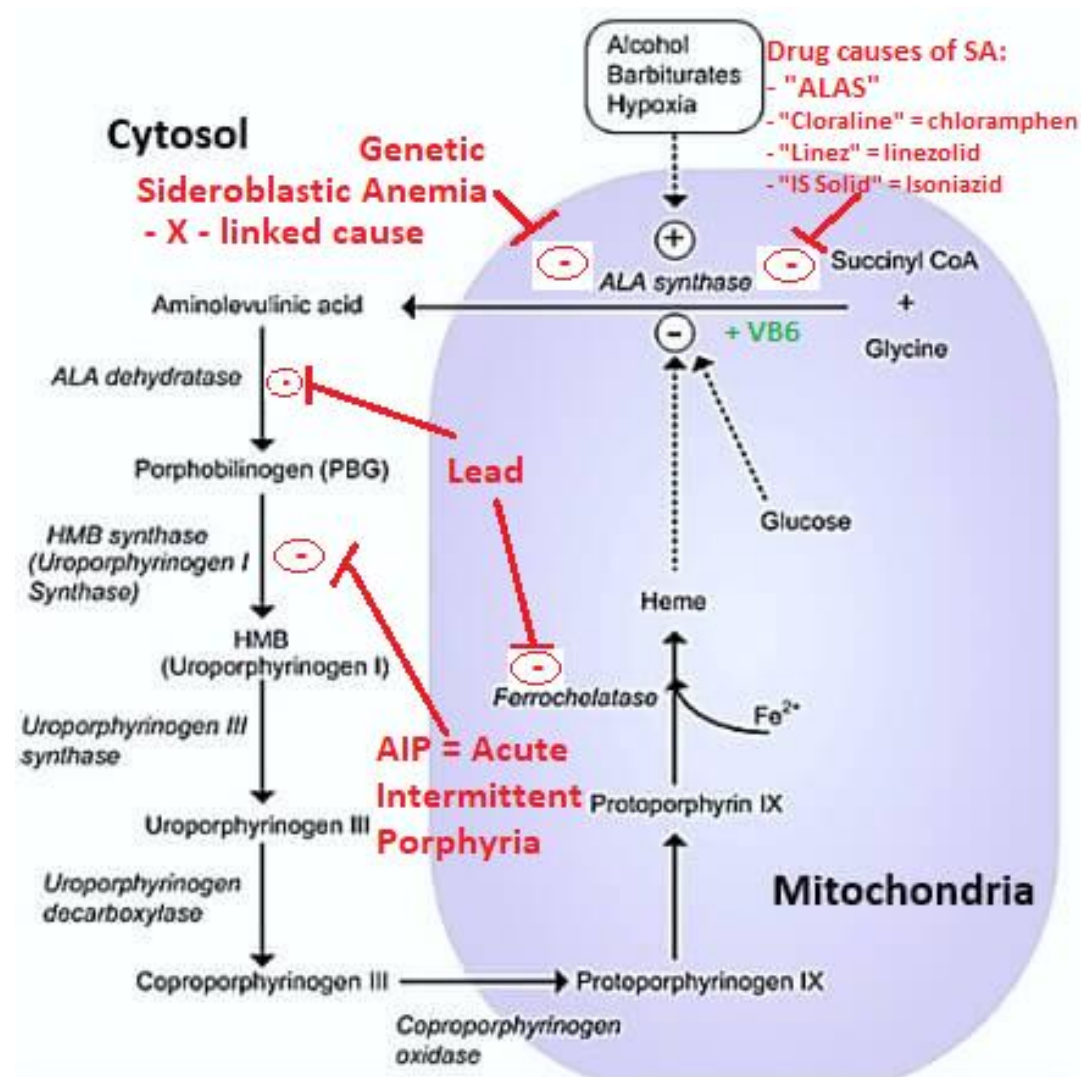 Alcohol
Barbiturates
Hypoxia
Drug causes of SA:
- "ALAS"
- "Cloraline" = chloramphen
- "Linez" = linezolid
- "IS Solid" = Isoniazid
Cytosol
Genetic
Sideroblastic Anemia
- X - linked cause
+
-
-
ALA synthase
Succinyl CoA
+
Glycine
Aminolevulinic acid
-
+ VB6
ALA dehydratase
-
Porphobilinogen (PBG)
Lead
Glucose
HMB synthase
(Uroporphyrinogen I
Synthase)
-
Heme
HMB
(Uroporphyrinogen I)
-
Ferrochelatase
Fe2+
Uroporphyrinogen III
synthase
AIP = Acute
Intermittent
Porphyria
Protoporphyrin IX
Uroporphyrinogen III
Uroporphyrinogen
decarboxylase
Mitochondria
Coproporphyrinogen III
Protoporphyrinogen IX
Coproporphyrinogen
oxidase